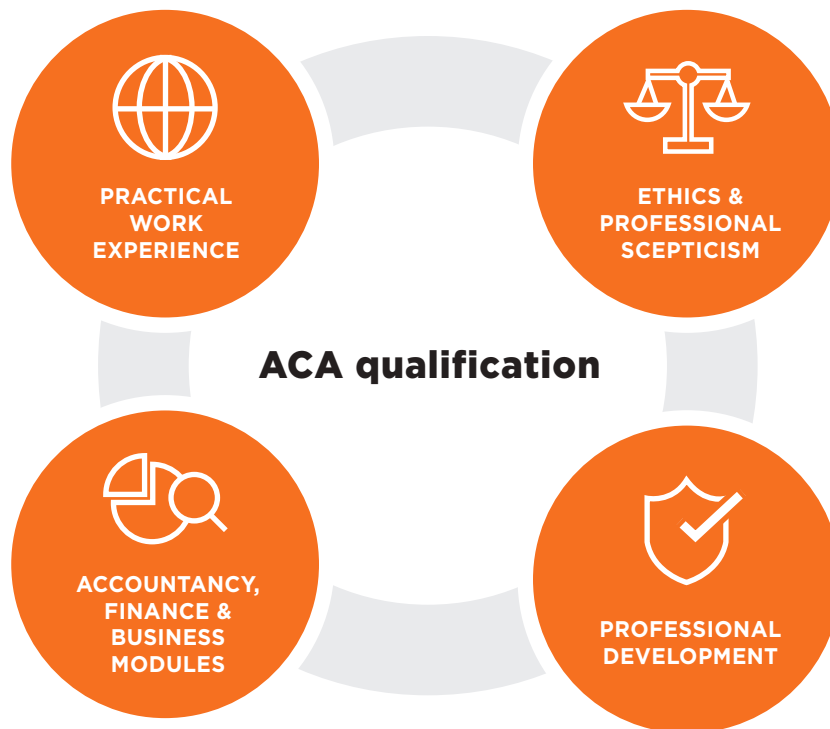 PRACTICAL
WORK
EXPERIENCE
ETHICS &
PROFESSIONAL
SCEPTICISM
ACA qualification
ACCOUNTANCY,
FINANCE &
BUSINESS
MODULES
PROFESSIONAL
DEVELOPMENT